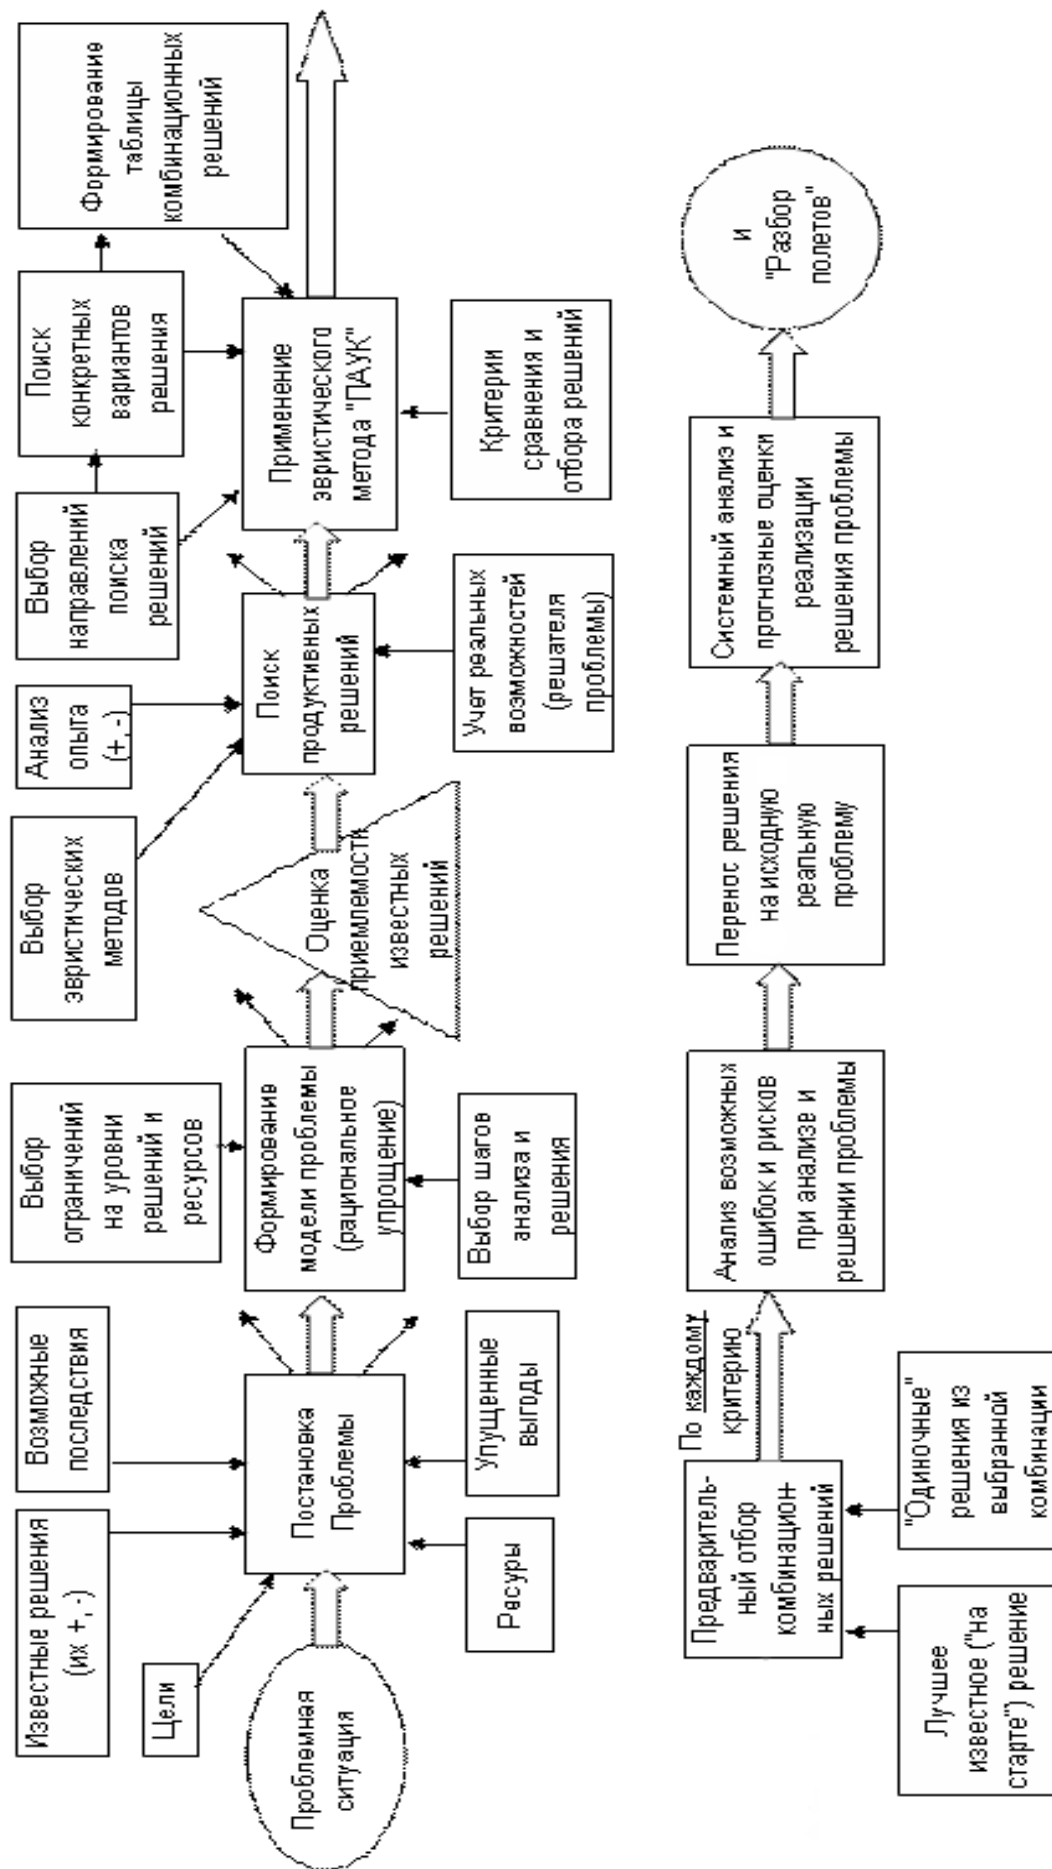 Известные решения
(их +, -)
Возможные
последствия
Выбор
ограничений
на уровни
решений и
ресурсов
Выбор
эвристических
методов
Анализ
опыта
(+, -)
Выбор
направлений
поиска
решений
Поиск
конкретных
вариантов
решения
Формирование
таблицы
комбинационных
решений
Цели
Проблемная
ситуация
Постановка
Проблемы
Формирование
модели проблемы
(рациональное
упрощение)
Оценка
приемлемости
известных
решений
Поиск
продуктивных
решений
Применение
эвристического
метода "ПАУК"
Ресуры
Упущенные
выгоды
Выбор шагов
анализа и
решения
Учет реальных
возможностей
(решателя
проблемы)
Критерии
сравнения и
отбора решений
Предваритель-
ный отбор
комбинацион-
ных решений
По каждому
критерию
Анализ возможных
ошибок и рисков
при анализе и
решении проблемы
Перенос решения
на исходную
реальную
проблему
Системный анализ и
прогнозные оценки
реализации
решения проблемы
и
"Разбор
полетов"
Лучшее
известное ("на
старте") решение
"Одиночные"
решения из
выбранной
комбинации